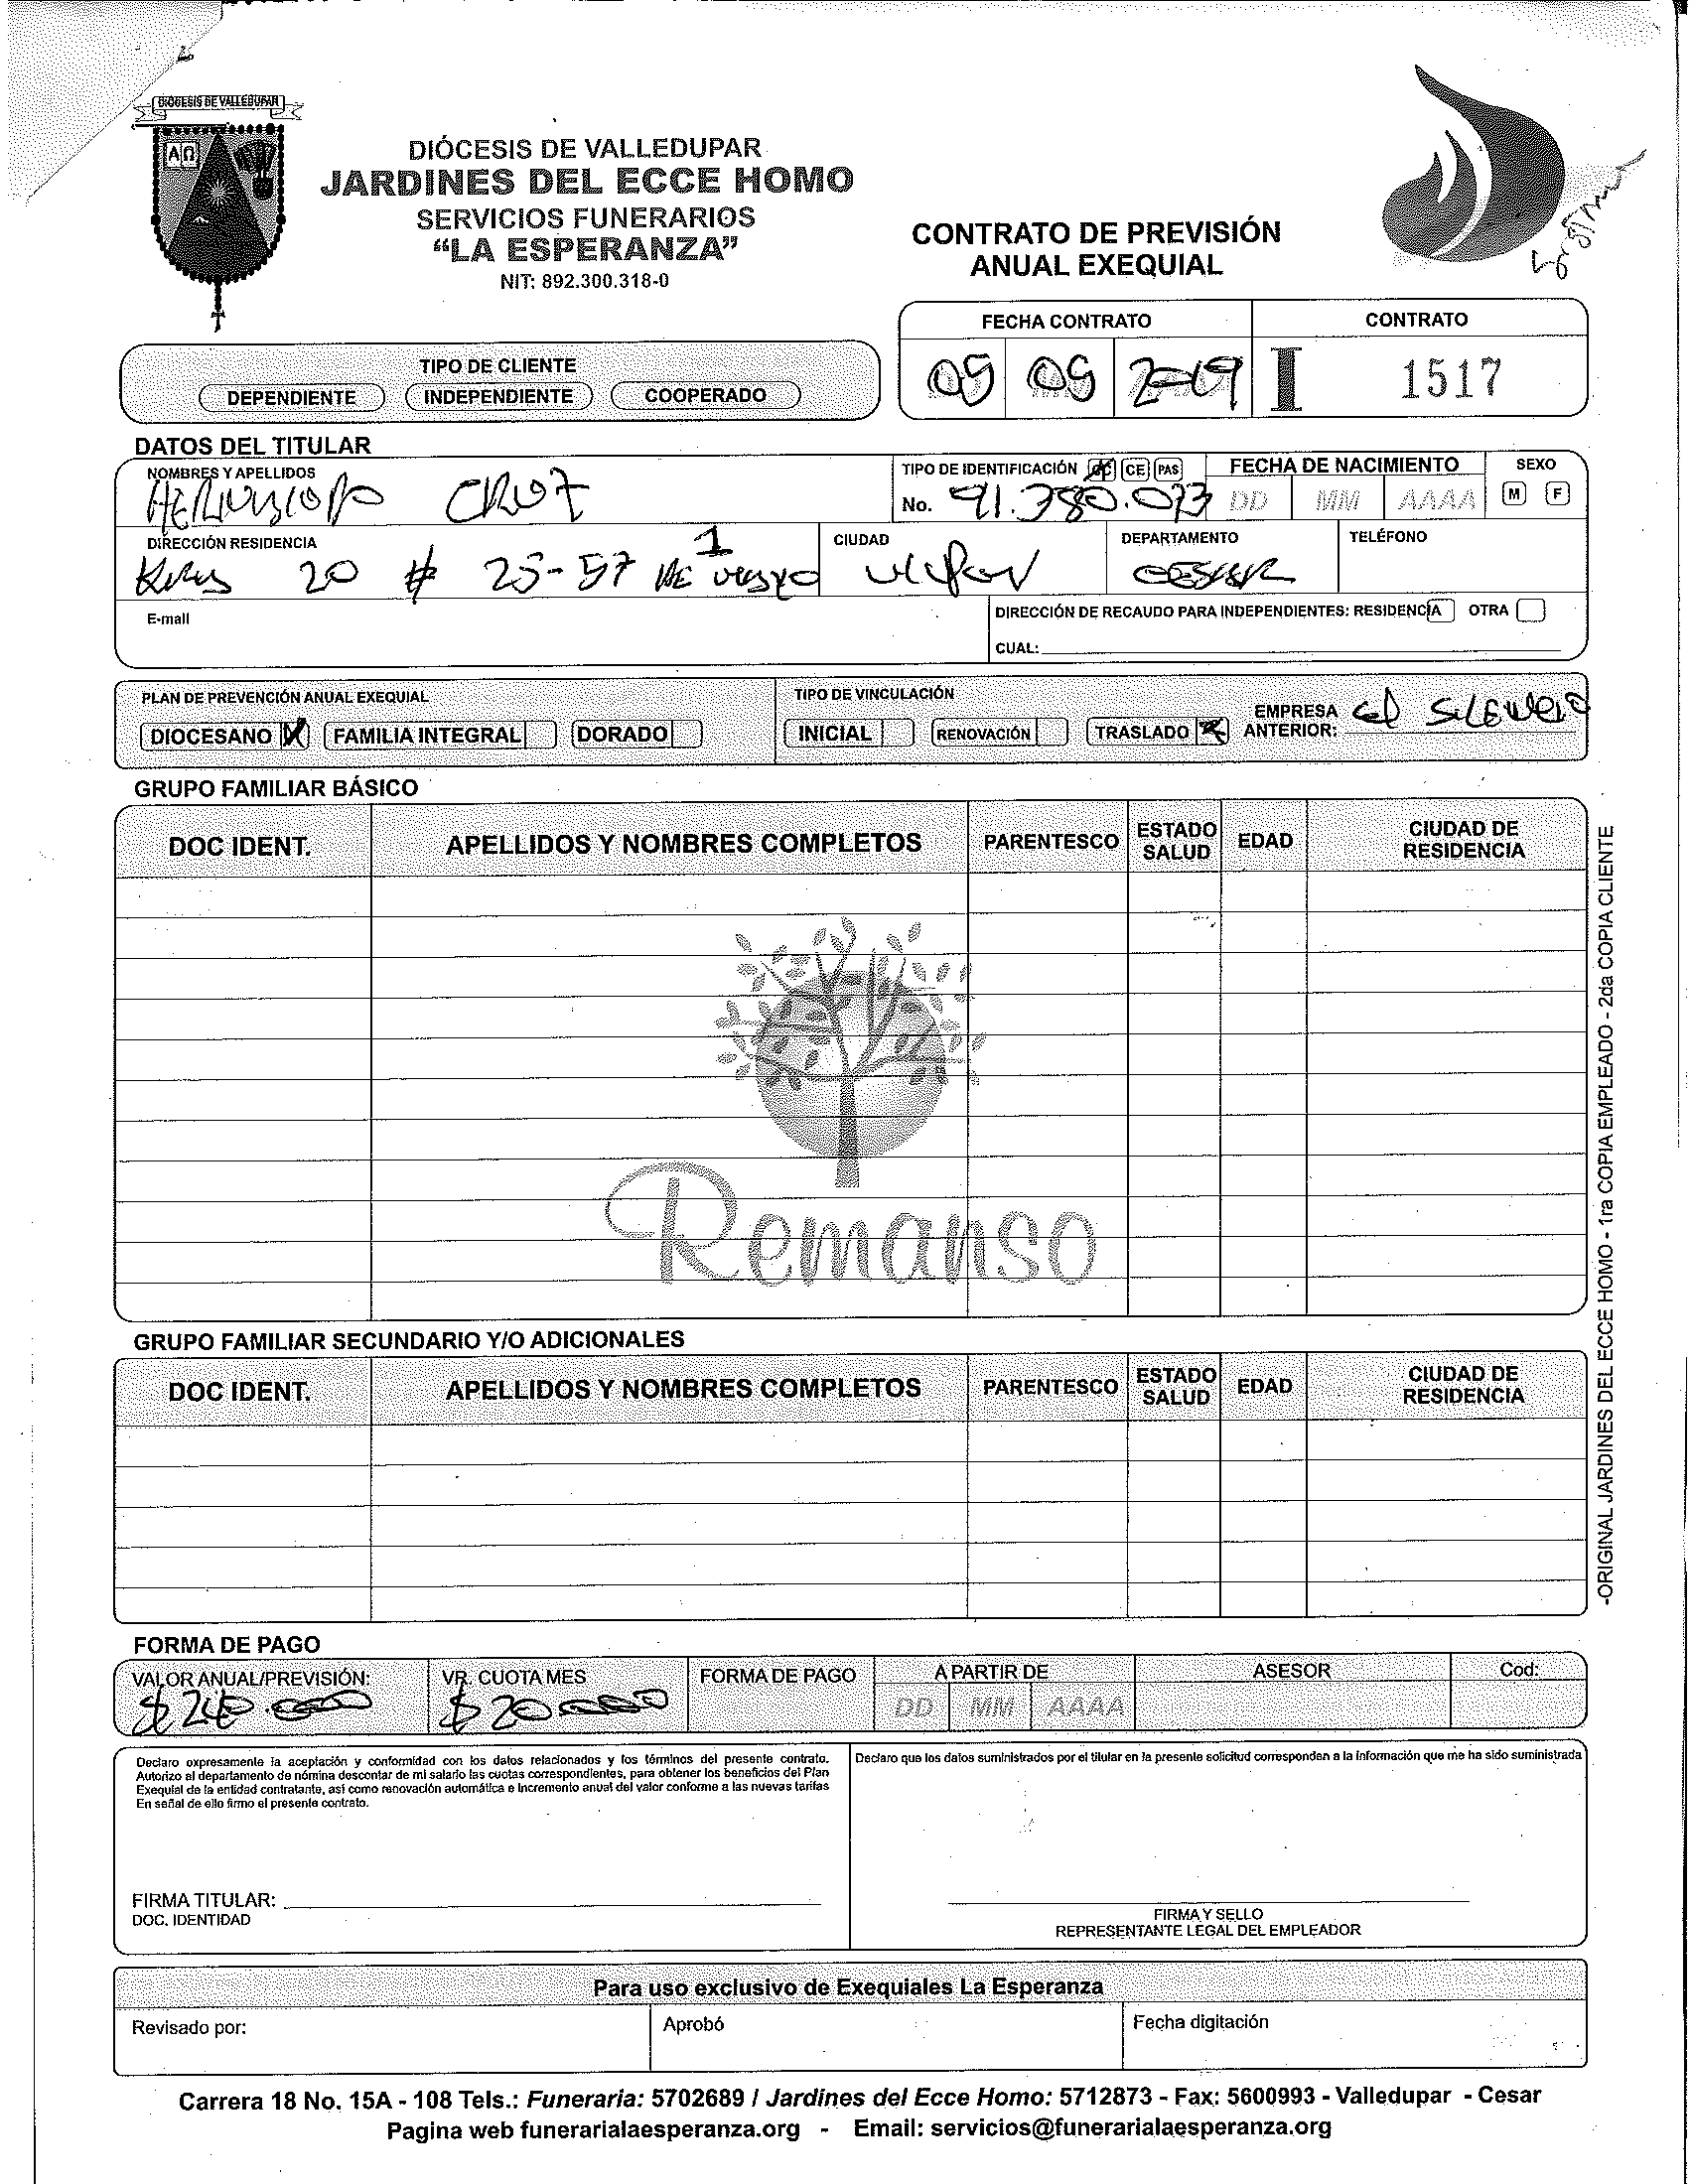 DIÓCESIS DE VALLEDUPAR
ΑΩ
DIÓCESIS DE VALLEDUPAR
JARDINES DEL ECCE HOMO
SERVICIOS FUNERARIOS
“LA ESPERANZA”
NIT: 892.300.318-0
CONTRATO DE PREVISIÓN
ANUAL EXEQUIAL
FECHA CONTRATO CONTRATO
09 09 2019 I 1517
TIPO DE CLIENTE
DEPENDIENTE INDEPENDIENTE COOPERADO
DATOS DEL TITULAR
NOMBRES Y APELLIDOS
CRUZ
TIPO DE IDENTIFICACIÓN CE PAS
No. 91.780.073
FECHA DE NACIMIENTO
DD MM AAAA
SEXO
M F
DIRECCIÓN RESIDENCIA
20 # 25-57 1 DE
CIUDAD
DEPARTAMENTO
CESAR
TELÉFONO
E-mail
DIRECCIÓN DE RECAUDO PARA INDEPENDIENTES: RESIDENCIA OTRA
CUAL:
PLAN DE PREVENCIÓN ANUAL EXEQUIAL
DIOCESANO FAMILIA INTEGRAL DORADO
TIPO DE VINCULACIÓN
INICIAL RENOVACIÓN TRASLADO
EMPRESA
ANTERIOR: el SILENCIO
GRUPO FAMILIAR BÁSICO
DOC IDENT. APELLIDOS Y NOMBRES COMPLETOS PARENTESCO ESTADO SALUD EDAD CIUDAD DE RESIDENCIA
Remanso
GRUPO FAMILIAR SECUNDARIO Y/O ADICIONALES
DOC IDENT. APELLIDOS Y NOMBRES COMPLETOS PARENTESCO ESTADO SALUD EDAD CIUDAD DE RESIDENCIA
-ORIGINAL JARDINES DEL ECCE HOMO - 1ra COPIA EMPLEADO - 2da COPIA CLIENTE
FORMA DE PAGO
VALOR ANUAL/PREVISIÓN: VR. CUOTA MES FORMA DE PAGO A PARTIR DE ASESOR Cod:
$ 240.000 $ 20.000 DD MM AAAA
Declaro expresamente la aceptación y conformidad con los datos relacionados y los términos del presente contrato.
Autorizo al departamento de nómina descontar de mi salario las cuotas correspondientes, para obtener los beneficios del Plan
Exequial de la entidad contratante, así como renovación automática e incremento anual del valor conforme a las nuevas tarifas
En señal de ello firmo el presente contrato.
Declaro que los datos suministrados por el titular en la presente solicitud corresponden a la información que me ha sido suministrada
FIRMA TITULAR:
DOC. IDENTIDAD
FIRMA Y SELLO
REPRESENTANTE LEGAL DEL EMPLEADOR
Para uso exclusivo de Exequiales La Esperanza
Revisado por: Aprobó Fecha digitación
Carrera 18 No. 15A - 108 Tels.: Funeraria: 5702689 / Jardines del Ecce Homo: 5712873 - Fax: 5600993 - Valledupar - Cesar
Pagina web funerarialaesperanza.org - Email: servicios@funerarialaesperanza.org